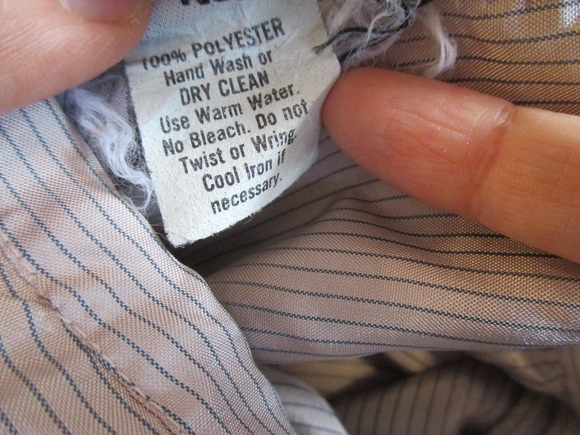 100% POLYESTER
Hand Wash or
DRY CLEAN
Use Warm Water.
No Bleach. Do not
Twist or Wring.
Cool Iron if
necessary.